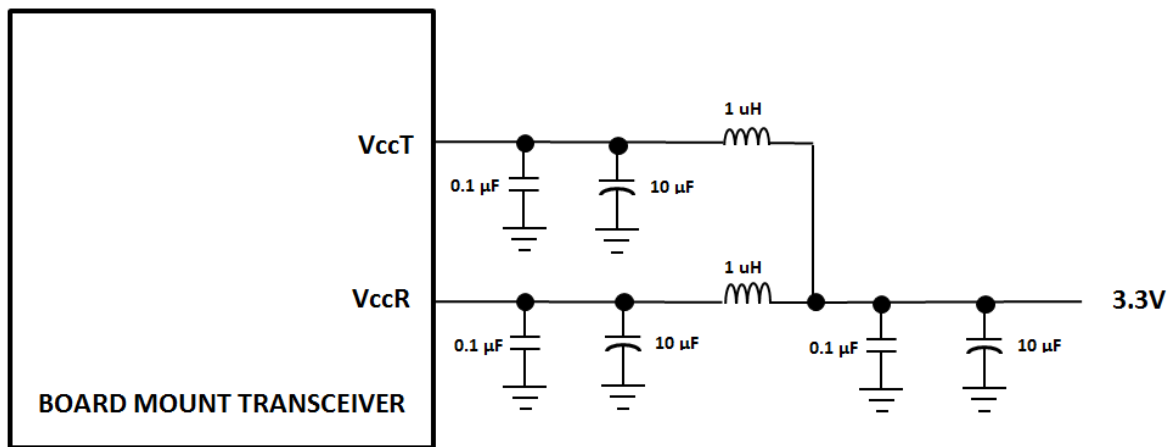 1 uH
VccT
0.1 µF
10 µF
1 uH
VccR
3.3V
0.1 µF
10 µF
0.1 µF
10 µF
BOARD MOUNT TRANSCEIVER